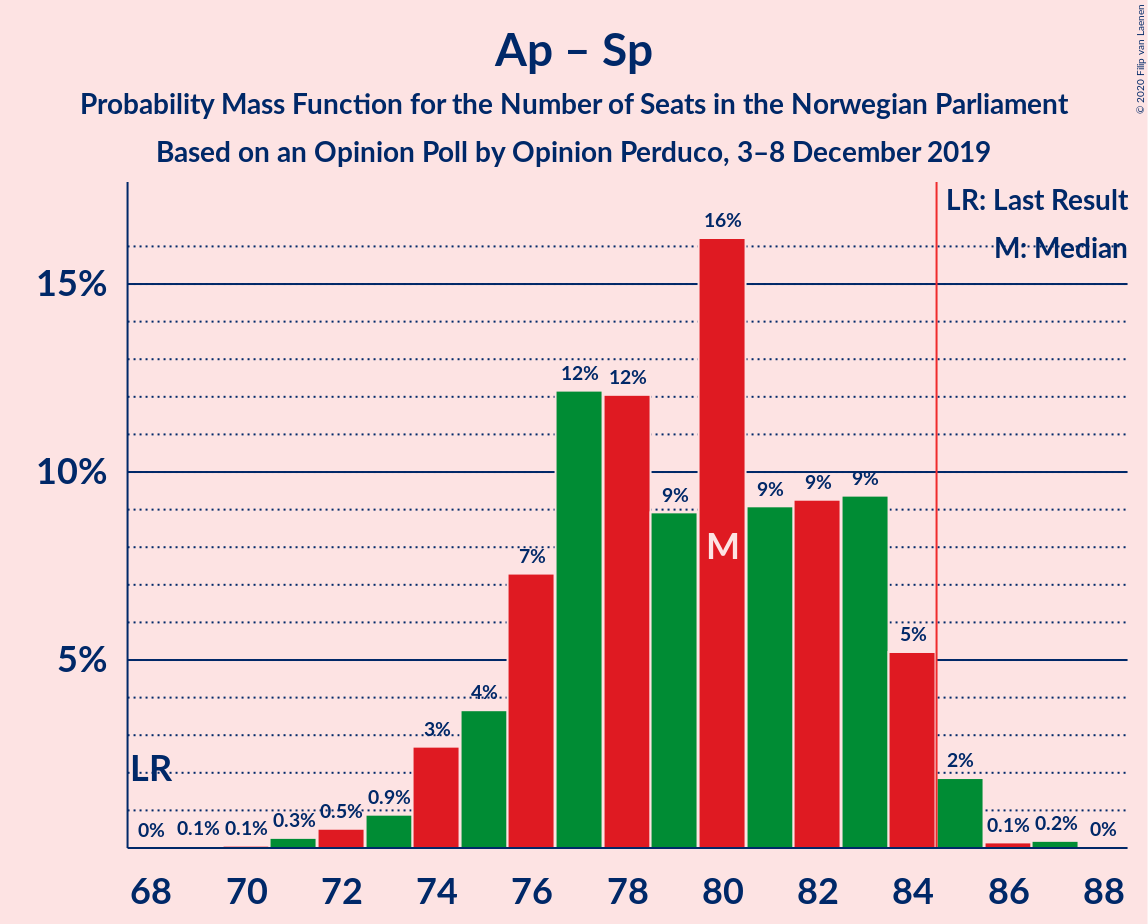 Ap – Sp
Probability Mass Function for the Number of Seats in the Norwegian Parliament
Based on an Opinion Poll by Opinion Perduco, 3–8 December 2019
© 2020 Filip van Laenen
LR: Last Result
M: Median
15%
10%
5%
LR
0%
0.1%
0.1%
0.3%
0.5%
0.9%
3%
4%
7%
12%
12%
9%
16%
M
9%
9%
9%
5%
2%
0.1%
0.2%
0%
68 70 72 74 76 78 80 82 84 86 88